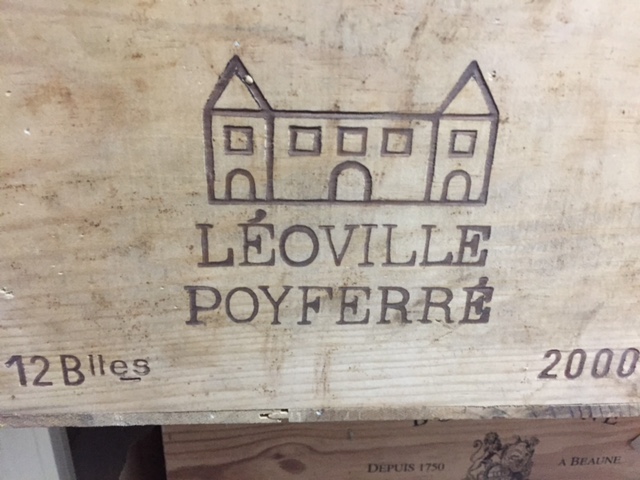 LÉOVILLE
POYFERRÉ
12 Blles 2000
DEPUIS 1750 A BEAUNE